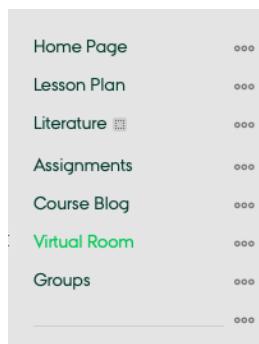 Home Page
Lesson Plan
Literature
Assignments
Course Blog
Virtual Room
Groups